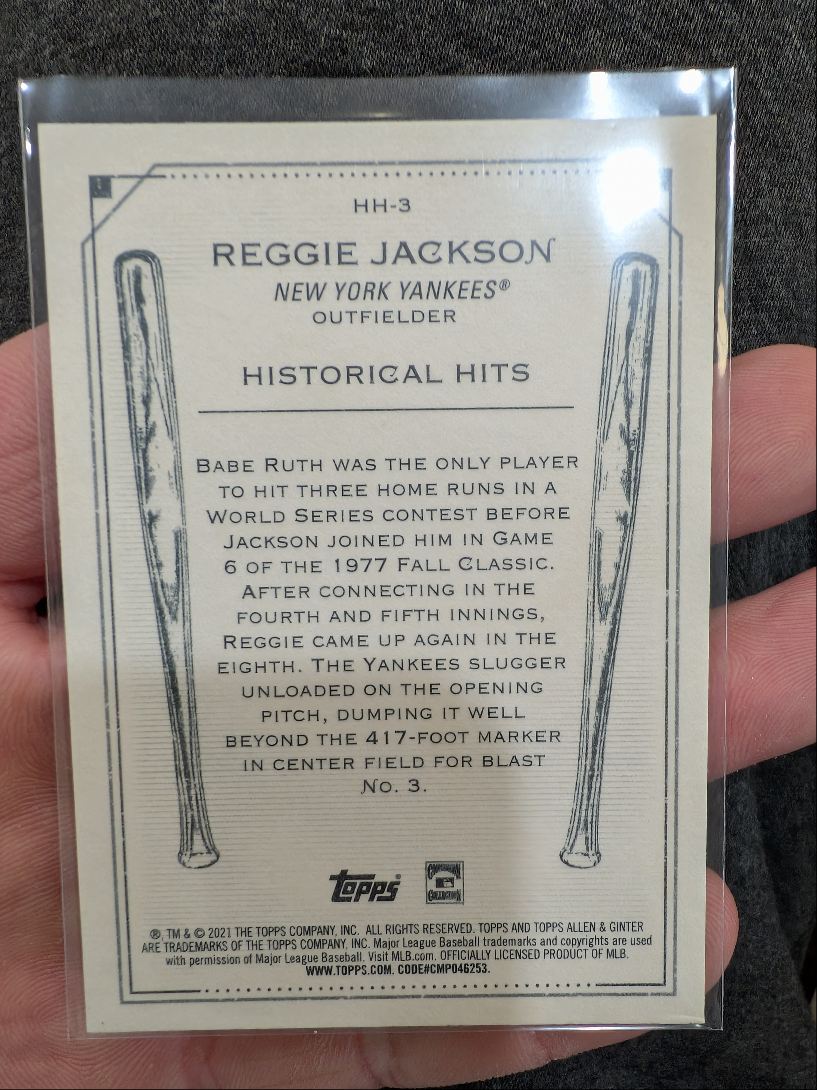 HH-3
REGGIE JACKSON
NEW YORK YANKEES®
OUTFIELDER
HISTORICAL HITS
BABE RUTH WAS THE ONLY PLAYER
TO HIT THREE HOME RUNS IN A
WORLD SERIES CONTEST BEFORE
JACKSON JOINED HIM IN GAME
6 OF THE 1977 FALL CLASSIC.
AFTER CONNECTING IN THE
FOURTH AND FIFTH INNINGS,
REGGIE CAME UP AGAIN IN THE
EIGHTH. THE YANKEES SLUGGER
UNLOADED ON THE OPENING
PITCH, DUMPING IT WELL
BEYOND THE 417-FOOT MARKER
IN CENTER FIELD FOR BLAST
NO. 3.
TOPPS® COOPERSTOWN COLLECTION
®, TM & © 2021 THE TOPPS COMPANY, INC. ALL RIGHTS RESERVED. TOPPS AND TOPPS ALLEN & GINTER
ARE TRADEMARKS OF THE TOPPS COMPANY, INC. Major League Baseball trademarks and copyrights are used
with permission of Major League Baseball. Visit MLB.com. OFFICIALLY LICENSED PRODUCT OF MLB.
WWW.TOPPS.COM. CODE#CMP046253.